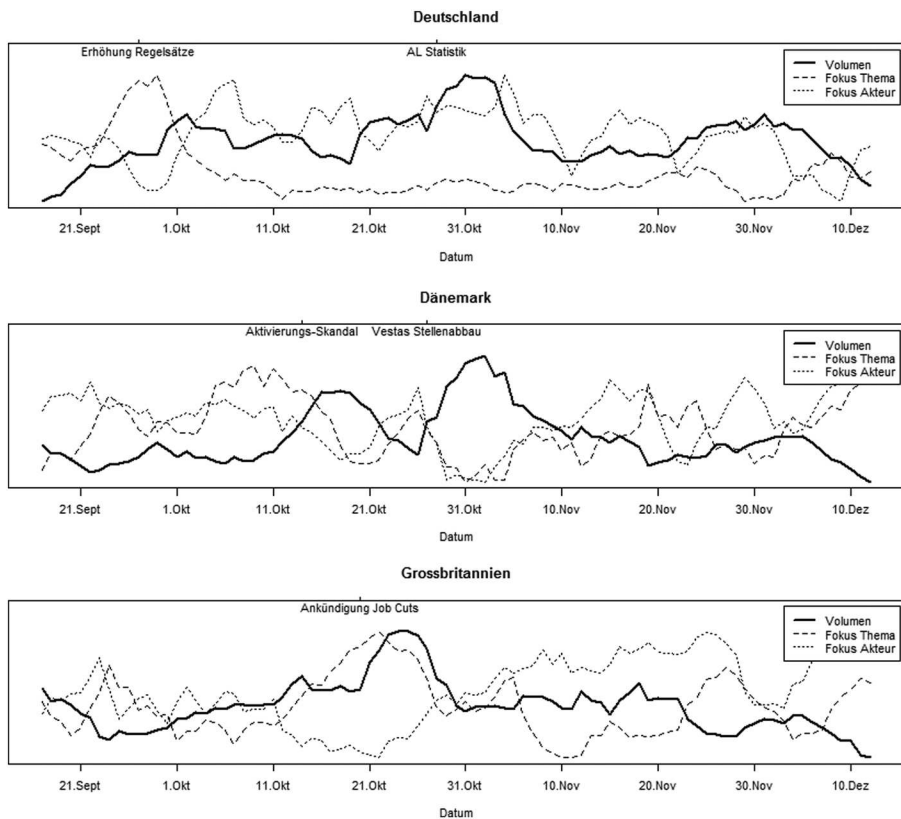 Deutschland
Erhöhung Regelsätze
AL Statistik
Volumen
Fokus Thema
Fokus Akteur
21.Sept 1.Okt 11.Okt 21.Okt 31.Okt 10.Nov 20.Nov 30.Nov 10.Dez
Datum
Dänemark
Aktivierungs-Skandal Vestas Stellenabbau
Volumen
Fokus Thema
Fokus Akteur
21.Sept 1.Okt 11.Okt 21.Okt 31.Okt 10.Nov 20.Nov 30.Nov 10.Dez
Datum
Grossbritannien
Ankündigung Job Cuts
Volumen
Fokus Thema
Fokus Akteur
21.Sept 1.Okt 11.Okt 21.Okt 31.Okt 10.Nov 20.Nov 30.Nov 10.Dez
Datum